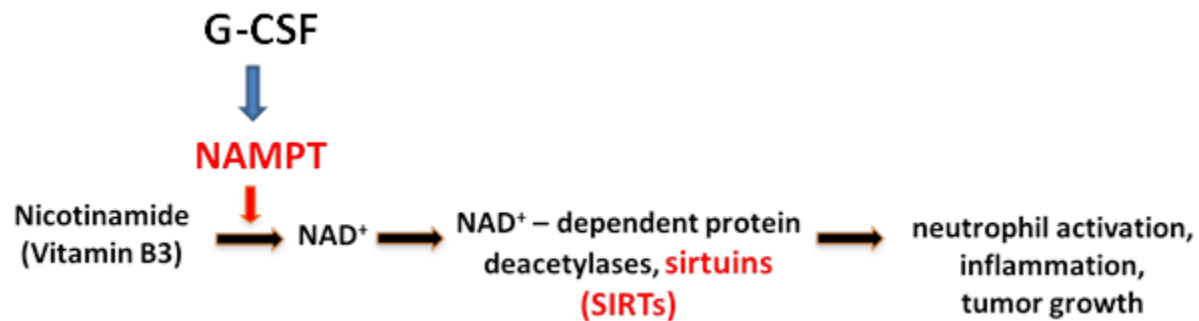 G-CSF
NAMPT
Nicotinamide
(Vitamin B3)
NAD⁺
NAD⁺ – dependent protein
deacetylases, sirtuins
(SIRTs)
neutrophil activation,
inflammation,
tumor growth